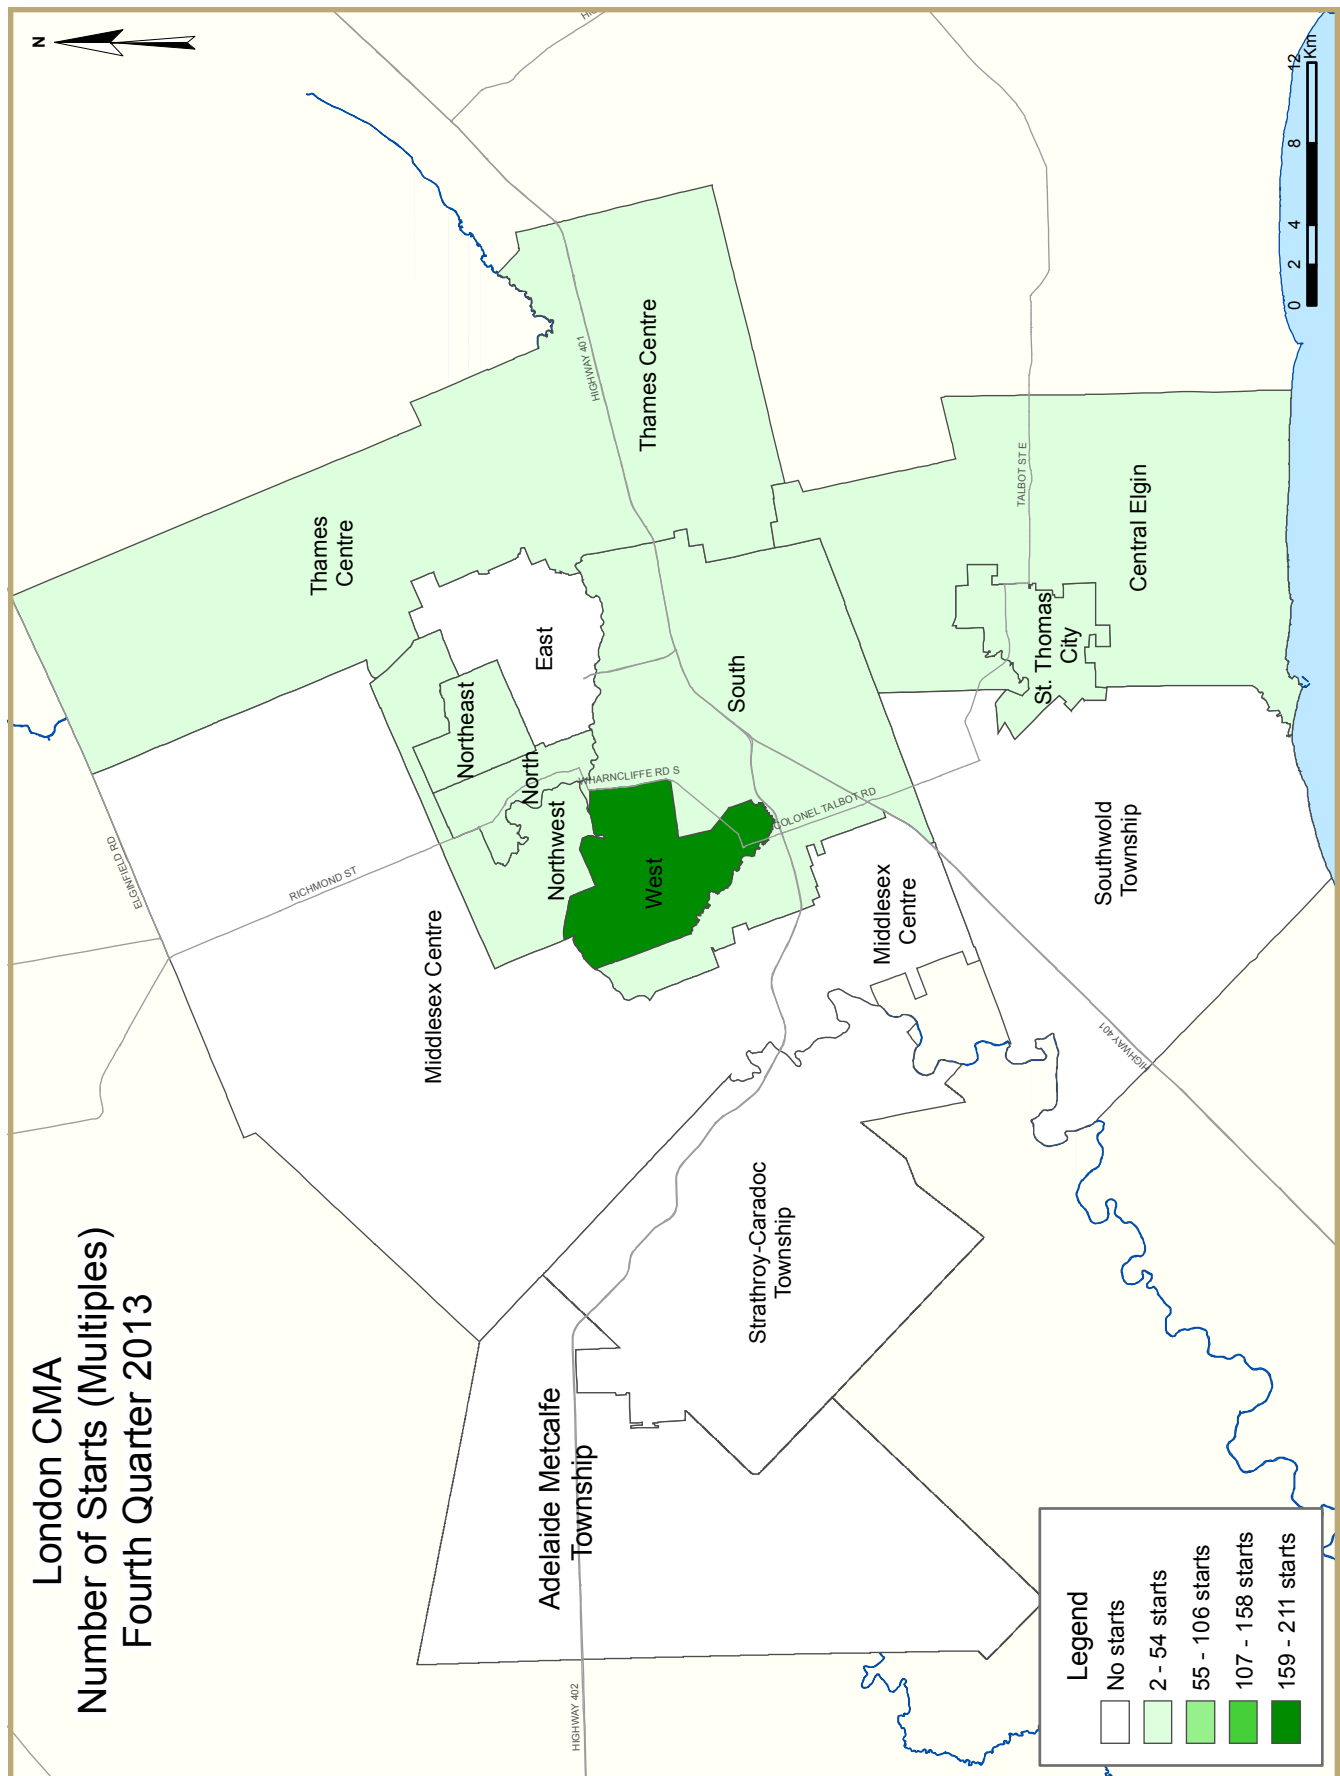 London CMA
Number of Starts (Multiples)
Fourth Quarter 2013
N
ELGINFIELD RD
RICHMOND ST
Thames
Centre
Middlesex Centre
Northeast
North
Northwest
East
West
WHARNCLIFFE RD S
HIGHWAY 401
Thames Centre
South
COLONEL TALBOT RD
Middlesex
Centre
Adelaide Metcalfe
Township
HIGHWAY 402
Strathroy-Caradoc
Township
TALBOT ST E
St. Thomas
City
Central Elgin
Southwold
Township
HIGHWAY 401
Legend
No starts
2 - 54 starts
55 - 106 starts
107 - 158 starts
159 - 211 starts
0 2 4 8 12
Km